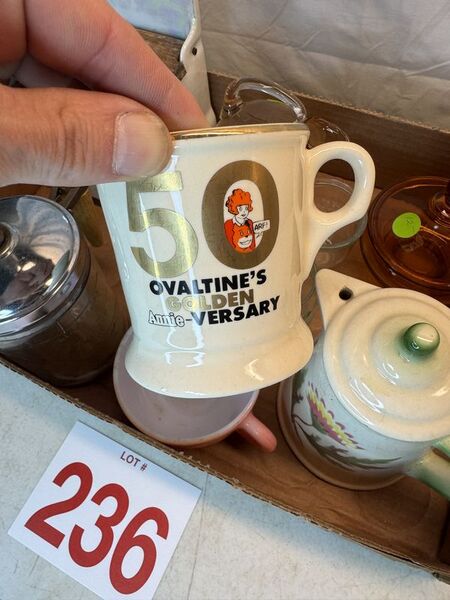 50
ARF!
OVALTINE'S
GOLDEN
Annie-VERSARY
LOT #
236